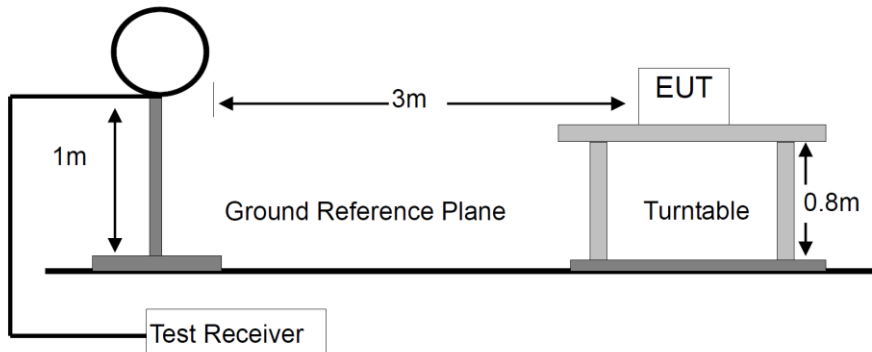 EUT
3m
1m
0.8m
Ground Reference Plane
Turntable
Test Receiver